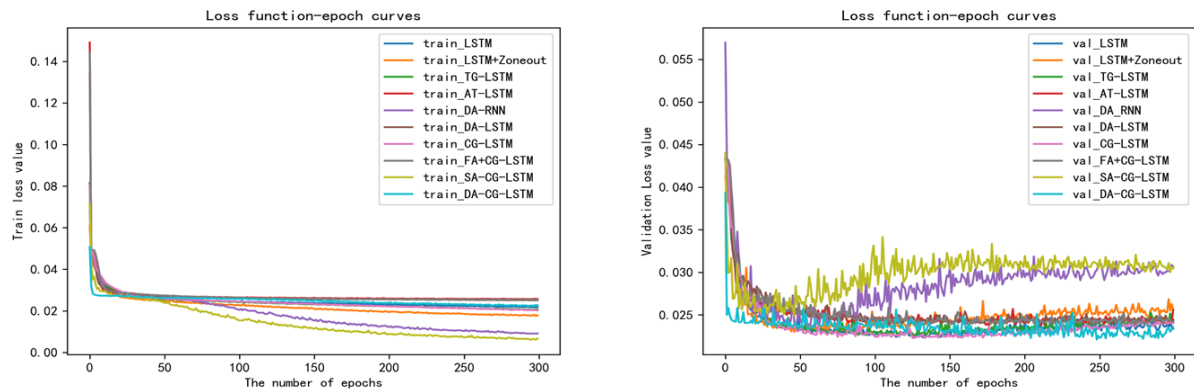 Loss function-epoch curves
0.14
0.12
0.10
0.08
0.06
0.04
0.02
0.00
Train loss value
train_LSTM
train_LSTM+Zoneout
train_TG-LSTM
train_AT-LSTM
train_DA-RNN
train_DA-LSTM
train_CG-LSTM
train_FA+CG-LSTM
train_SA-CG-LSTM
train_DA-CG-LSTM
0
50
100
150
200
250
300
The number of epochs
Loss function-epoch curves
0.055
0.050
0.045
0.040
0.035
0.030
0.025
Validation Loss value
val_LSTM
val_LSTM+Zoneout
val_TG-LSTM
val_AT-LSTM
val_DA_RNN
val_DA-LSTM
val_CG-LSTM
val_FA+CG-LSTM
val_SA-CG-LSTM
val_DA-CG-LSTM
0
50
100
150
200
250
300
The number of epochs